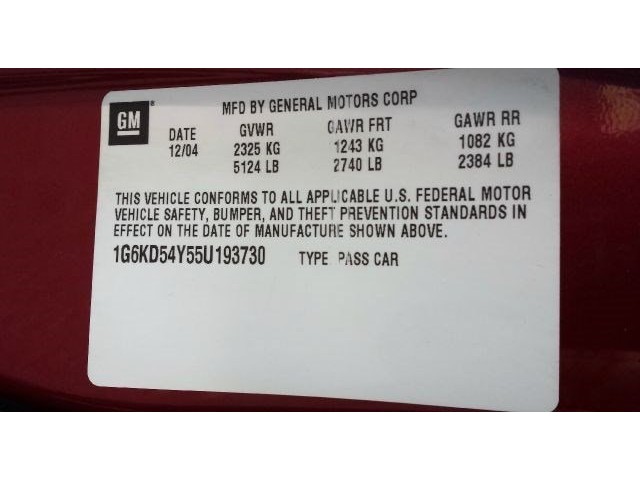 GM
MFD BY GENERAL MOTORS CORP
DATE GVWR GAWR FRT GAWR RR
12/04 2325 KG 1243 KG 1082 KG
5124 LB 2740 LB 2384 LB
THIS VEHICLE CONFORMS TO ALL APPLICABLE U.S. FEDERAL MOTOR
VEHICLE SAFETY, BUMPER, AND THEFT PREVENTION STANDARDS IN
EFFECT ON THE DATE OF MANUFACTURE SHOWN ABOVE.
1G6KD54Y55U193730 TYPE PASS CAR